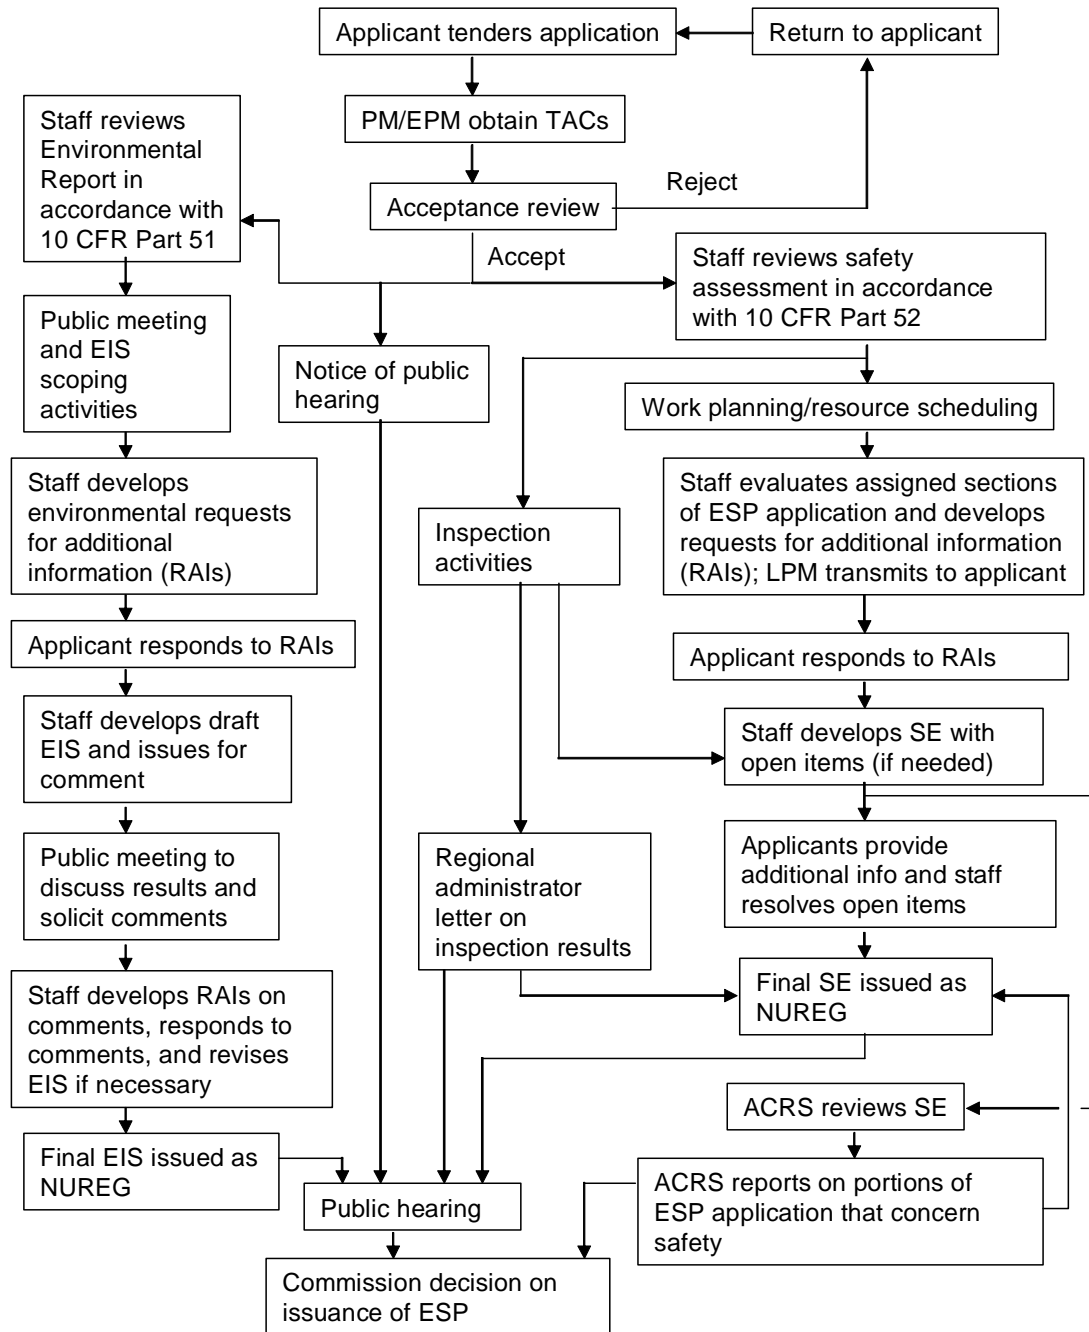 Applicant tenders application
Return to applicant
PM/EPM obtain TACs
Staff reviews
Environmental
Report in
accordance with
10 CFR Part 51
Reject
Acceptance review
Accept
Staff reviews safety
assessment in accordance
with 10 CFR Part 52
Public meeting
and EIS
scoping
activities
Notice of public
hearing
Work planning/resource scheduling
Staff develops
environmental requests
for additional
information (RAIs)
Inspection
activities
Staff evaluates assigned sections
of ESP application and develops
requests for additional information
(RAIs); LPM transmits to applicant
Applicant responds to RAIs
Applicant responds to RAIs
Staff develops draft
EIS and issues for
comment
Staff develops SE with
open items (if needed)
Public meeting to
discuss results and
solicit comments
Regional
administrator
letter on
inspection results
Applicants provide
additional info and staff
resolves open items
Staff develops RAIs on
comments, responds to
comments, and revises
EIS if necessary
Final SE issued as
NUREG
ACRS reviews SE
Final EIS issued as
NUREG
Public hearing
ACRS reports on portions of
ESP application that concern
safety
Commission decision on
issuance of ESP